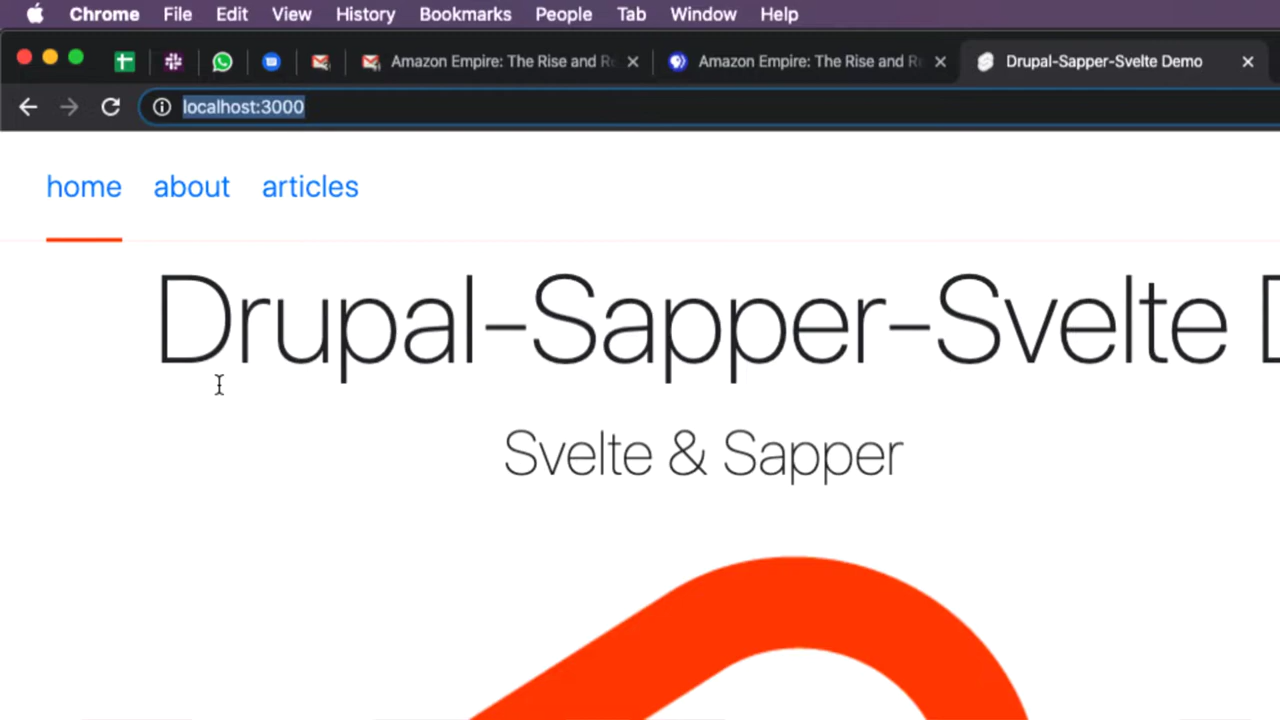 Chrome File Edit View History Bookmarks People Tab Window Help
Amazon Empire: The Rise and Amazon Empire: The Rise and Drupal-Sapper-Svelte Demo
localhost:3000
home about articles
Drupal-Sapper-Svelte
Svelte & Sapper